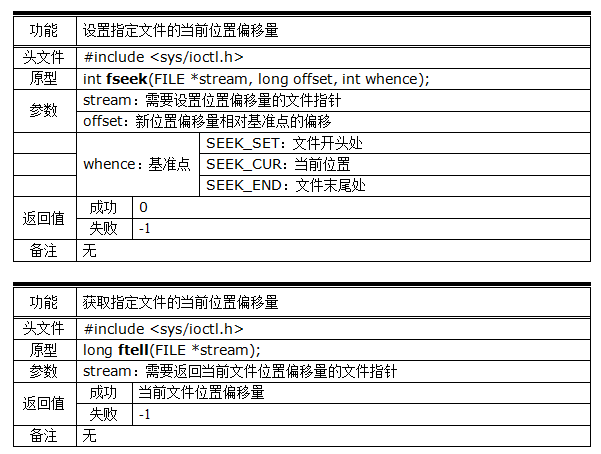 功能 设置指定文件的当前位置偏移量
头文件 #include <sys/ioctl.h>
原型 int fseek(FILE *stream, long offset, int whence);
参数 stream：需要设置位置偏移量的文件指针
offset：新位置偏移量相对基准点的偏移
whence：基准点 SEEK_SET：文件开头处
SEEK_CUR：当前位置
SEEK_END：文件末尾处
返回值 成功 0
失败 -1
备注 无
功能 获取指定文件的当前位置偏移量
头文件 #include <sys/ioctl.h>
原型 long ftell(FILE *stream);
参数 stream：需要返回当前文件位置偏移量的文件指针
返回值 成功 当前文件位置偏移量
失败 -1
备注 无